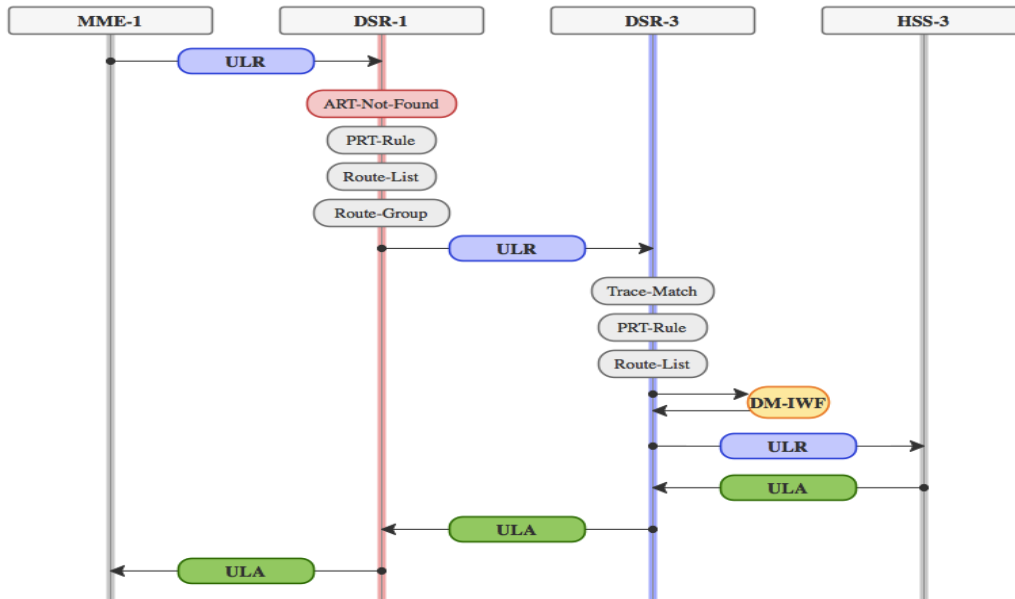 MME-1
DSR-1
DSR-3
HSS-3
ULR
ART-Not-Found
PRT-Rule
Route-List
Route-Group
ULR
Trace-Match
PRT-Rule
Route-List
DM-IWF
ULR
ULA
ULA
ULA